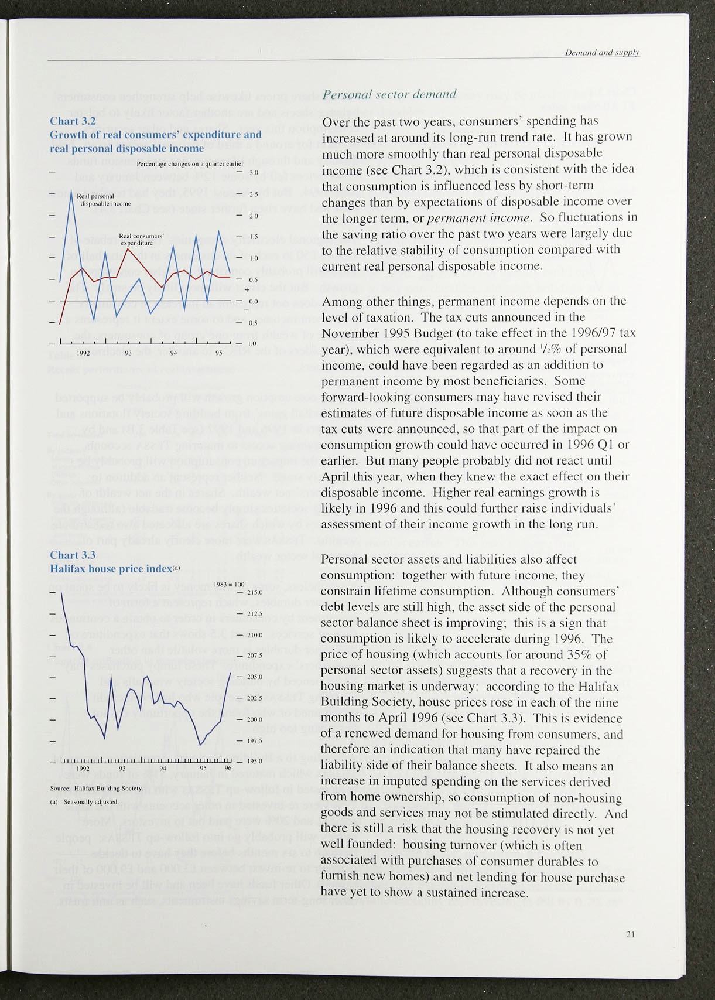 Demand and supply
Chart 3.2
Growth of real consumers’ expenditure and
real personal disposable income
Percentage changes on a quarter earlier
3.0
2.5
2.0
1.5
1.0
0.5
+
0.0
–
0.5
1.0
Real personal
disposable income
Real consumers’
expenditure
1992 93 94 95
Chart 3.3
Halifax house price index(a)
1983 = 100
215.0
212.5
210.0
207.5
205.0
202.5
200.0
197.5
195.0
1992 93 94 95 96
Source: Halifax Building Society.
(a) Seasonally adjusted.
Personal sector demand
Over the past two years, consumers’ spending has
increased at around its long-run trend rate. It has grown
much more smoothly than real personal disposable
income (see Chart 3.2), which is consistent with the idea
that consumption is influenced less by short-term
changes than by expectations of disposable income over
the longer term, or permanent income. So fluctuations in
the saving ratio over the past two years were largely due
to the relative stability of consumption compared with
current real personal disposable income.
Among other things, permanent income depends on the
level of taxation. The tax cuts announced in the
November 1995 Budget (to take effect in the 1996/97 tax
year), which were equivalent to around 1/2% of personal
income, could have been regarded as an addition to
permanent income by most beneficiaries. Some
forward-looking consumers may have revised their
estimates of future disposable income as soon as the
tax cuts were announced, so that part of the impact on
consumption growth could have occurred in 1996 Q1 or
earlier. But many people probably did not react until
April this year, when they knew the exact effect on their
disposable income. Higher real earnings growth is
likely in 1996 and this could further raise individuals’
assessment of their income growth in the long run.
Personal sector assets and liabilities also affect
consumption: together with future income, they
constrain lifetime consumption. Although consumers’
debt levels are still high, the asset side of the personal
sector balance sheet is improving; this is a sign that
consumption is likely to accelerate during 1996. The
price of housing (which accounts for around 35% of
personal sector assets) suggests that a recovery in the
housing market is underway: according to the Halifax
Building Society, house prices rose in each of the nine
months to April 1996 (see Chart 3.3). This is evidence
of a renewed demand for housing from consumers, and
therefore an indication that many have repaired the
liability side of their balance sheets. It also means an
increase in imputed spending on the services derived
from home ownership, so consumption of non-housing
goods and services may not be stimulated directly. And
there is still a risk that the housing recovery is not yet
well founded: housing turnover (which is often
associated with purchases of consumer durables to
furnish new homes) and net lending for house purchase
have yet to show a sustained increase.
21